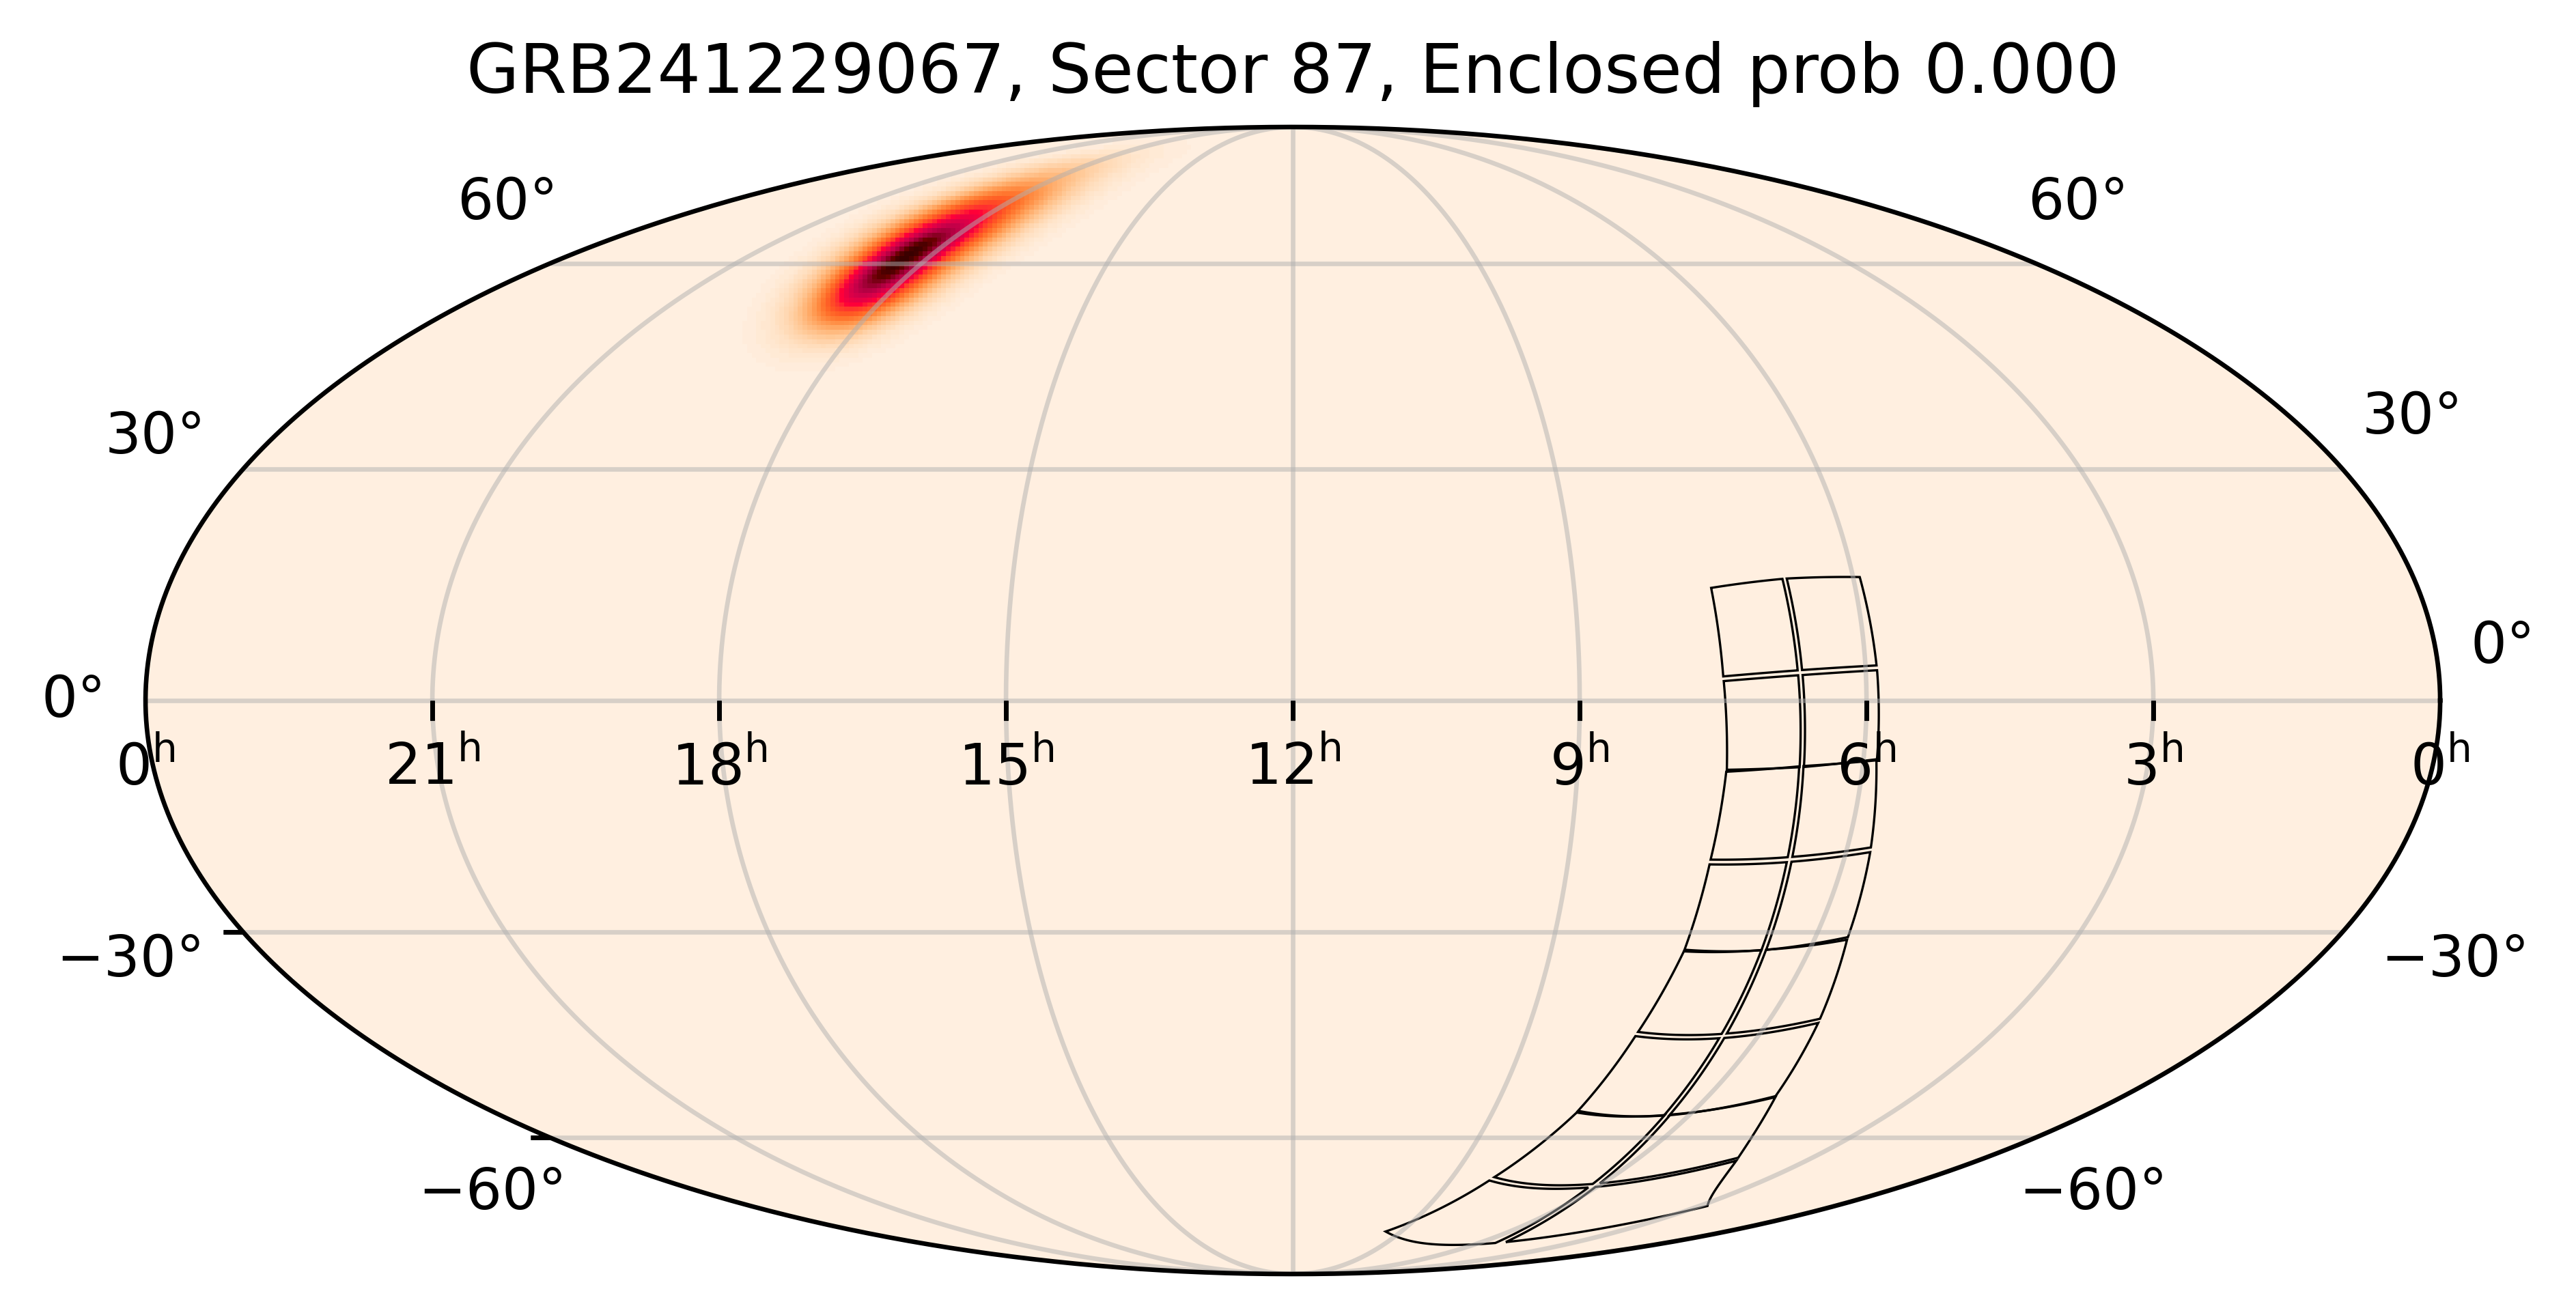 GRB241229067, Sector 87, Enclosed prob 0.000
60° 60°
30° 30°
0° 0°
0h 21h 18h 15h 12h 9h 6h 3h 0h
−30° −30°
−60° −60°